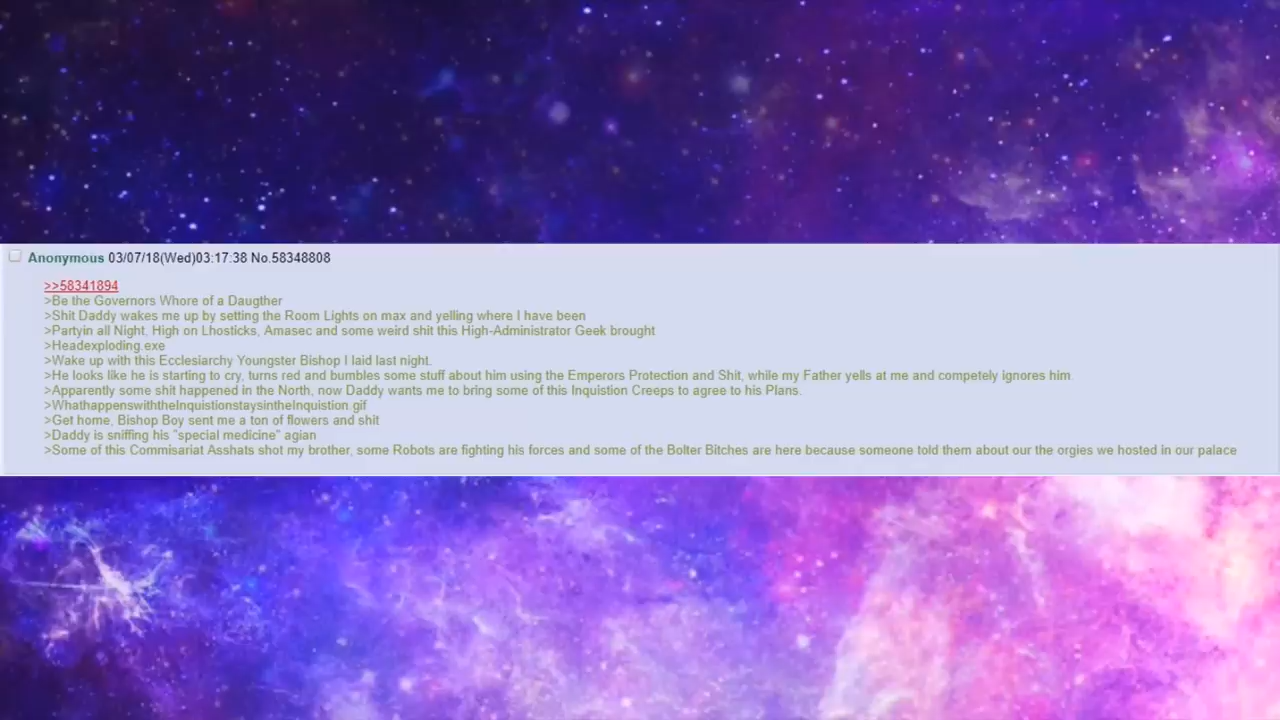 Anonymous 03/07/18(Wed)03:17:38 No.58348808
>>58341894
>Be the Governors Whore of a Daugther
>Shit Daddy wakes me up by setting the Room Lights on max and yelling where I have been
>Partyin all Night, High on Lhosticks, Amasec and some weird shit this High-Administrator Geek brought
>Headexploding.exe
>Wake up with this Ecclesiarchy Youngster Bishop I laid last night.
>He looks like he is starting to cry, turns red and bumbles some stuff about him using the Emperors Protection and Shit, while my Father yells at me and competely ignores him.
>Apparently some shit happened in the North, now Daddy wants me to bring some of this Inquistion Creeps to agree to his Plans.
>WhathappenswiththeInquistionstaysintheInquistion.gif
>Get home, Bishop Boy sent me a ton of flowers and shit
>Daddy is sniffing his "special medicine" agian
>Some of this Commisariat Asshats shot my brother, some Robots are fighting his forces and some of the Bolter Bitches are here because someone told them about our the orgies we hosted in our palace